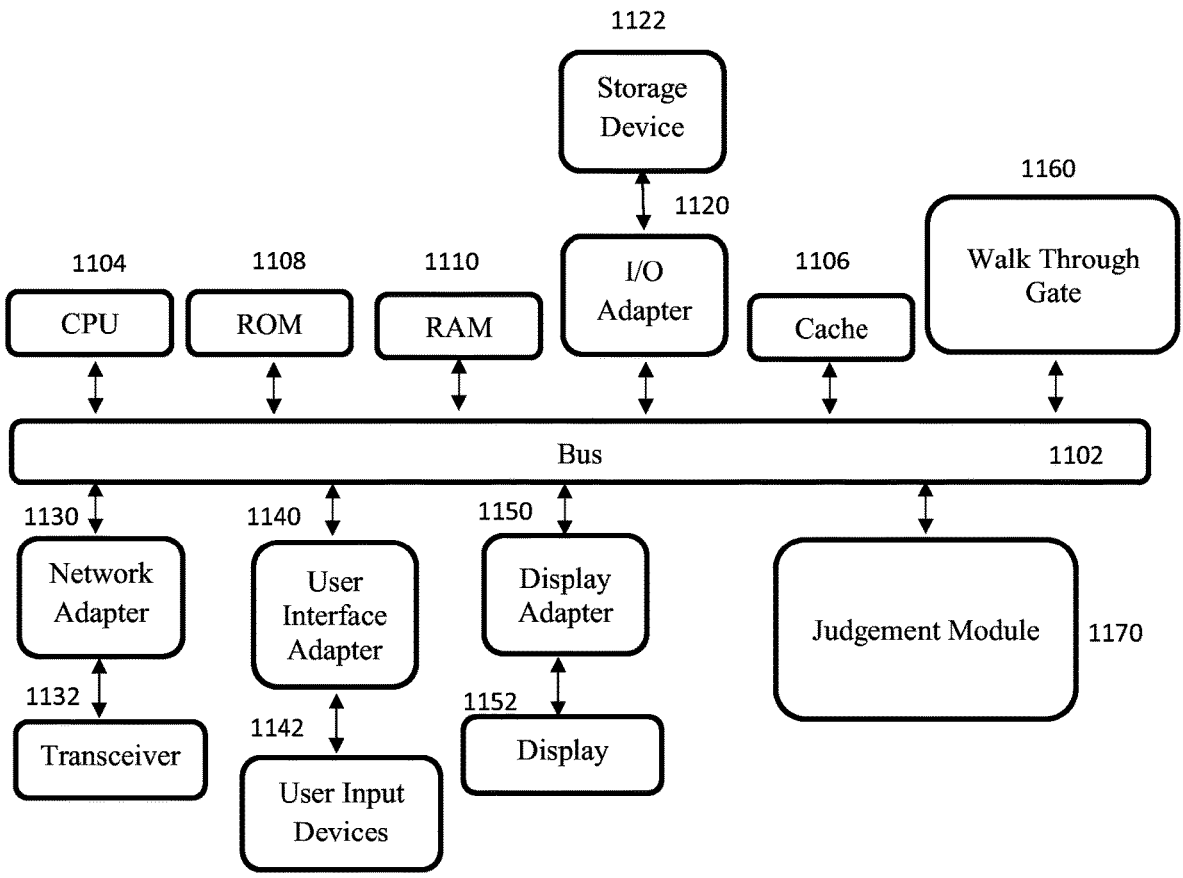 1122
Storage
Device
1160
1120
1104
1108
1110
1106
I/O
Adapter
Walk Through
Gate
CPU
ROM
RAM
Cache
Bus
1102
1130
1140
1150
Network
Adapter
User
Interface
Adapter
Display
Adapter
Judgement Module
1170
1132
1142
1152
Transceiver
User Input
Devices
Display